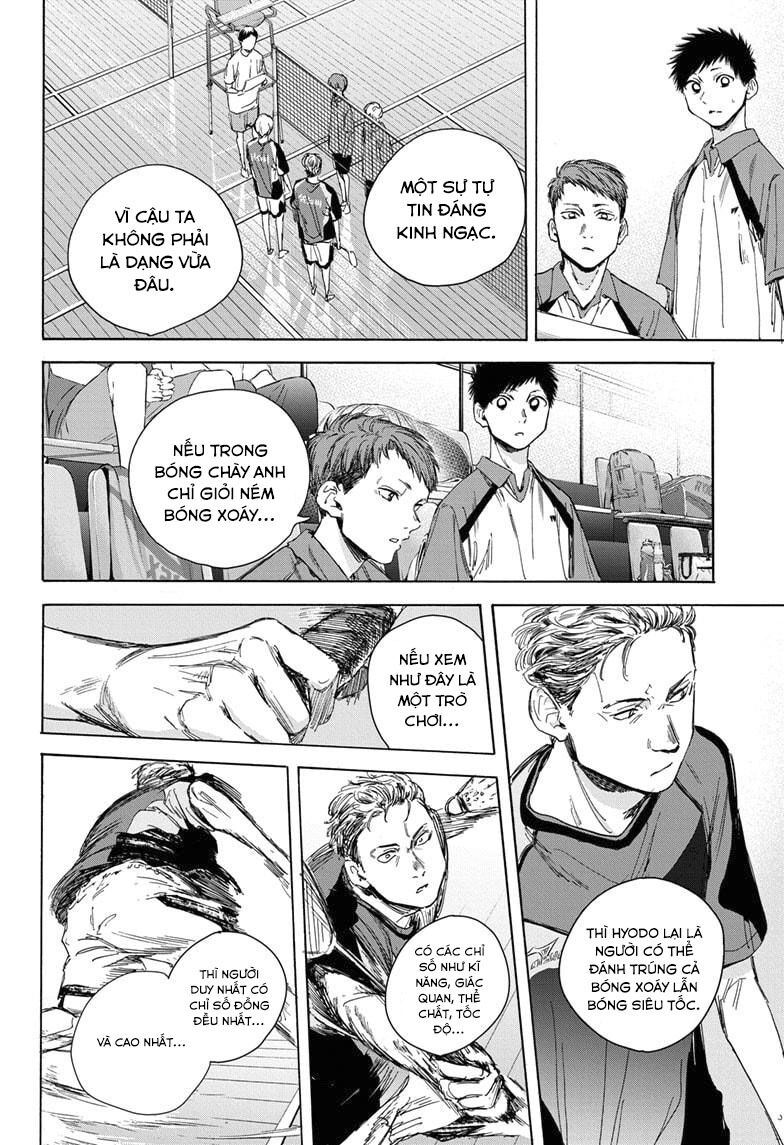 MỘT SỰ TỰ
TIN ĐÁNG
KINH NGẠC.
VÌ CẬU TA
KHÔNG PHẢI
LÀ DẠNG VỪA
ĐÂU.
NẾU TRONG
BÓNG CHÀY ANH
CHỈ GIỎI NÉM
BÓNG XOÁY...
THÌ HYODO LẠI LÀ
NGƯỜI CÓ THỂ
ĐÁNH TRÚNG CẢ
BÓNG XOÁY LẪN
BÓNG SIÊU TỐC.
NẾU XEM
NHƯ ĐÂY LÀ
MỘT TRÒ
CHƠI...
CÓ CÁC CHỈ
SỐ NHƯ KĨ
NĂNG, GIÁC
QUAN, THỂ
CHẤT, TỐC
ĐỘ...
THÌ NGƯỜI
DUY NHẤT CÓ
CHỈ SỐ ĐỒNG
ĐỀU NHẤT...
VÀ CAO NHẤT...
3